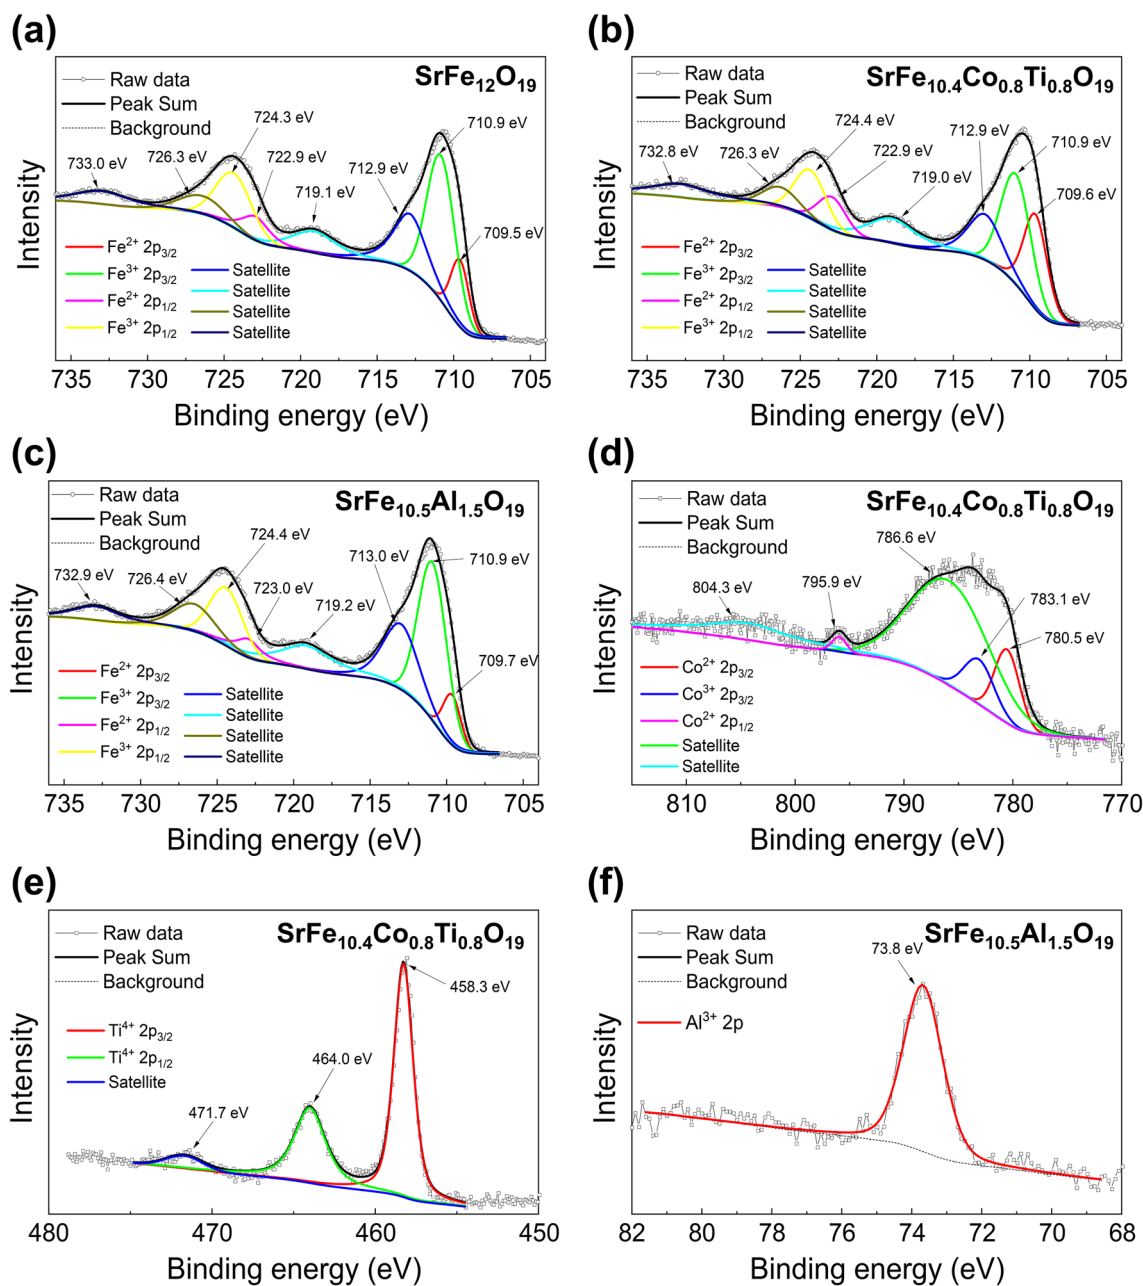 (a)
SrFe12O19
Raw data
Peak Sum
Background
724.3 eV
710.9 eV
733.0 eV
726.3 eV
722.9 eV
712.9 eV
719.1 eV
709.5 eV
Fe2+ 2p3/2
Fe3+ 2p3/2
Fe2+ 2p1/2
Fe3+ 2p1/2
Satellite
Satellite
Satellite
Satellite
Intensity
735 730 725 720 715 710 705
Binding energy (eV)
(b)
SrFe10.4Co0.8Ti0.8O19
Raw data
Peak Sum
Background
724.4 eV
712.9 eV
710.9 eV
732.8 eV
726.3 eV
722.9 eV
719.0 eV
709.6 eV
Fe2+ 2p3/2
Fe3+ 2p3/2
Fe2+ 2p1/2
Fe3+ 2p1/2
Satellite
Satellite
Satellite
Satellite
Intensity
735 730 725 720 715 710 705
Binding energy (eV)
(c)
SrFe10.5Al1.5O19
Raw data
Peak Sum
Background
724.4 eV
713.0 eV
710.9 eV
732.9 eV
726.4 eV
723.0 eV
719.2 eV
709.7 eV
Fe2+ 2p3/2
Fe3+ 2p3/2
Fe2+ 2p1/2
Fe3+ 2p1/2
Satellite
Satellite
Satellite
Satellite
Intensity
735 730 725 720 715 710 705
Binding energy (eV)
(d)
SrFe10.4Co0.8Ti0.8O19
Raw data
Peak Sum
Background
786.6 eV
804.3 eV
795.9 eV
783.1 eV
780.5 eV
Co2+ 2p3/2
Co3+ 2p3/2
Co2+ 2p1/2
Satellite
Satellite
Intensity
810 800 790 780 770
Binding energy (eV)
(e)
SrFe10.4Co0.8Ti0.8O19
Raw data
Peak Sum
Background
458.3 eV
Ti4+ 2p3/2
Ti4+ 2p1/2
Satellite
464.0 eV
471.7 eV
Intensity
480 470 460 450
Binding energy (eV)
(f)
SrFe10.5Al1.5O19
Raw data
Peak Sum
Background
73.8 eV
Al3+ 2p
Intensity
82 80 78 76 74 72 70 68
Binding energy (eV)